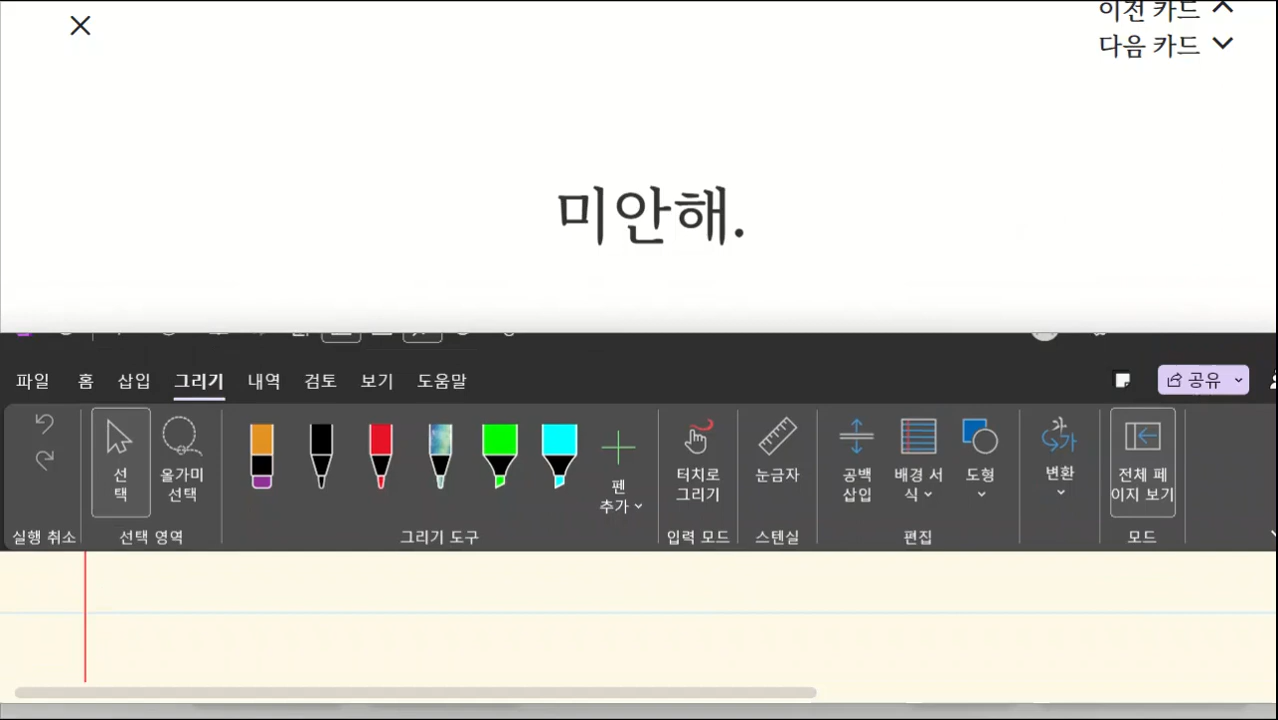 이전 카드
다음 카드
미안해.
파일 홈 삽입 그리기 내역 검토 보기 도움말 공유
선택
올가미 선택
펜 추가
터치로 그리기
눈금자
공백 삽입
배경 서식
도형
변환
전체 페이지 보기
실행 취소 선택 영역 그리기 도구 입력 모드 스텐실 편집 모드